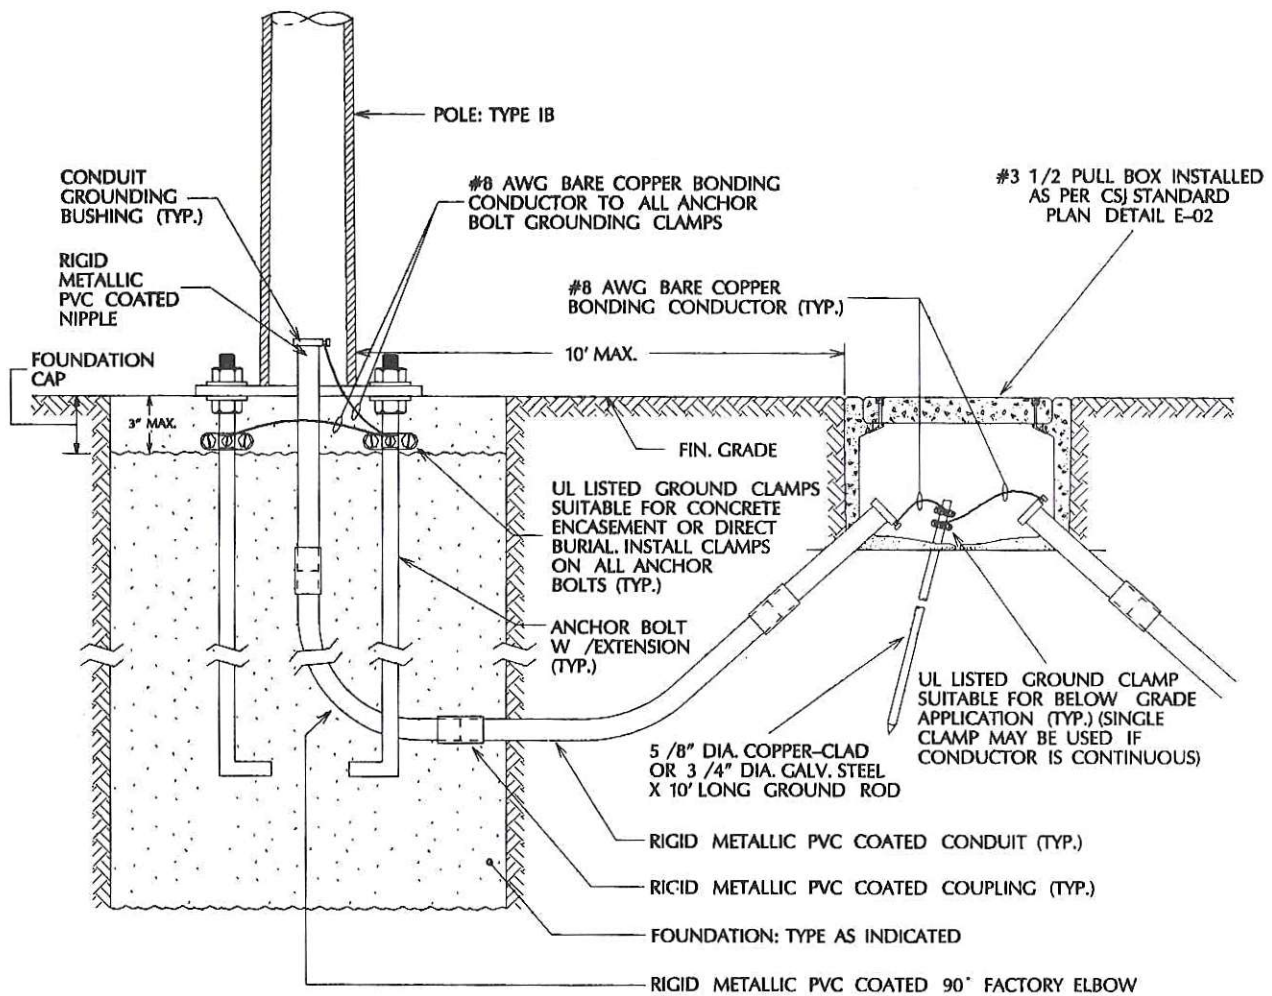 POLE: TYPE IB
CONDUIT
GROUNDING
BUSHING (TYP.)
#8 AWG BARE COPPER BONDING
CONDUCTOR TO ALL ANCHOR
BOLT GROUNDING CLAMPS
#3 1/2 PULL BOX INSTALLED
AS PER CSJ STANDARD
PLAN DETAIL E-02
RIGID
METALLIC
PVC COATED
NIPPLE
#8 AWG BARE COPPER
BONDING CONDUCTOR (TYP.)
FOUNDATION
CAP
10' MAX.
3" MAX.
FIN. GRADE
UL LISTED GROUND CLAMPS
SUITABLE FOR CONCRETE
ENCASEMENT OR DIRECT
BURIAL. INSTALL CLAMPS
ON ALL ANCHOR
BOLTS (TYP.)
ANCHOR BOLT
W /EXTENSION
(TYP.)
UL LISTED GROUND CLAMP
SUITABLE FOR BELOW GRADE
APPLICATION (TYP.) (SINGLE
CLAMP MAY BE USED IF
CONDUCTOR IS CONTINUOUS)
5 /8" DIA. COPPER-CLAD
OR 3 /4" DIA. GALV. STEEL
X 10' LONG GROUND ROD
RIGID METALLIC PVC COATED CONDUIT (TYP.)
RIGID METALLIC PVC COATED COUPLING (TYP.)
FOUNDATION: TYPE AS INDICATED
RIGID METALLIC PVC COATED 90° FACTORY ELBOW